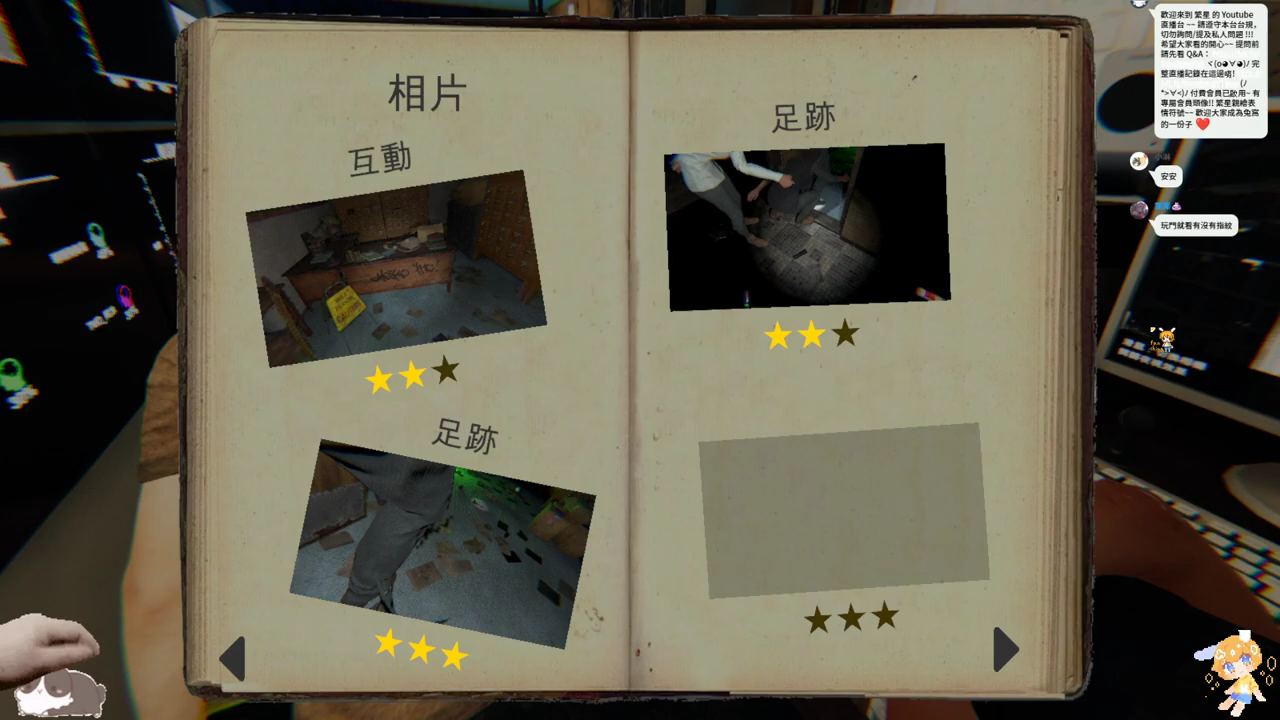 相片
互動
足跡
足跡
歡迎來到 繁星 的 Youtube
直播台 ~~ 請遵守本台台規,
切勿詢問/提及私人問題 !!!
希望大家看的開心~~ 提問前
請先看 Q&A：
ヾ(o◕∀◕)ﾉ 完
整直播記錄在這邊唷!
(ﾉ
*>∀<)ﾉ 付費會員已啟用~ 有
專屬會員頭像!! 繁星親繪表
情符號~~ 歡迎大家成為兔窩
的一份子 ❤️
安安
玩門就看有沒有指紋